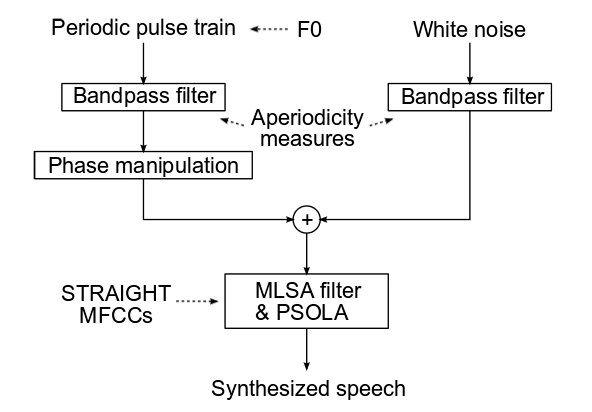 Periodic pulse train
F0
White noise
Bandpass filter
Bandpass filter
Aperiodicity
measures
Phase manipulation
+
STRAIGHT
MFCCs
MLSA filter
& PSOLA
Synthesized speech